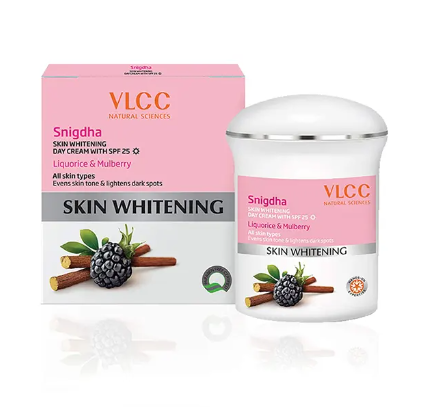 VLCC
NATURAL SCIENCES
Snigdha
SKIN WHITENING
DAY CREAM WITH SPF 25
Liquorice & Mulberry
All skin types
Evens skin tone & lightens dark spots
SKIN WHITENING
VLCC
NATURAL SCIENCES
Snigdha
SKIN WHITENING
DAY CREAM WITH SPF 25
Liquorice & Mulberry
All skin types
Evens skin tone & lightens dark spots
SKIN WHITENING